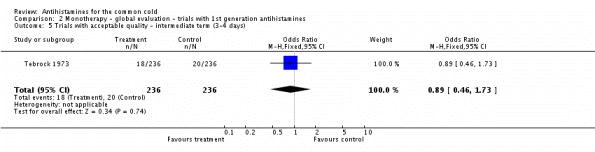 Review: Antihistamines for the common cold
Comparison: 2 Monotherapy - global evaluation - trials with 1st generation antihistamines
Outcome: 5 Trials with acceptable quality - intermediate term (3-4 days)
Study or subgroup Treatment Control Odds Ratio Weight Odds Ratio
n/N n/N M-H,Fixed,95% CI M-H,Fixed,95% CI
Tebrock 1973 18/236 20/236 100.0 % 0.89 [ 0.46, 1.73 ]
Total (95% CI) 236 236 100.0 % 0.89 [ 0.46, 1.73 ]
Total events: 18 (Treatment), 20 (Control)
Heterogeneity: not applicable
Test for overall effect: Z = 0.34 (P = 0.74)
0.1 0.2 0.5 1 2 5 10
Favours treatment Favours control